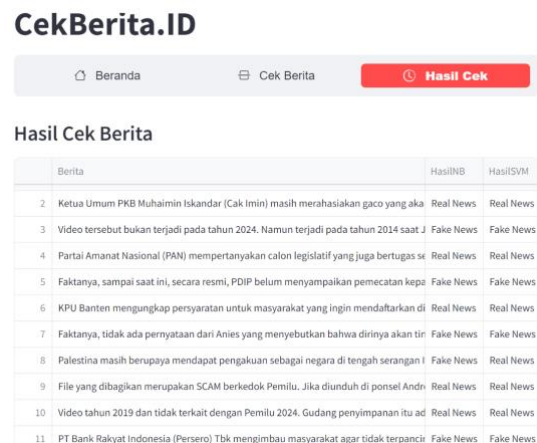 CekBerita.ID
Beranda Cek Berita Hasil Cek
Hasil Cek Berita
Berita HasilNB HasilSVM
2 Ketua Umum PKB Muhaimin Iskandar (Cak Imin) masih merahasiakan gaco yang aka Real News Real News
3 Video tersebut bukan terjadi pada tahun 2024. Namun terjadi pada tahun 2014 saat J Fake News Fake News
4 Partai Amanat Nasional (PAN) mempertanyakan calon legislatif yang juga bertugas se Real News Real News
5 Faktanya, sampai saat ini, secara resmi, PDIP belum menyampaikan pemecatan kepa Fake News Fake News
6 KPU Banten mengungkap persyaratan untuk masyarakat yang ingin mendaftarkan di Real News Real News
7 Faktanya, tidak ada pernyataan dari Anies yang menyebutkan bahwa dirinya akan tin Fake News Fake News
8 Palestina masih berupaya mendapat pengakuan sebagai negara di tengah serangan I Fake News Fake News
9 File yang dibagikan merupakan SCAM berkedok Pemilu. Jika diunduh di ponsel Andro Real News Real News
10 Video tahun 2019 dan tidak terkait dengan Pemilu 2024. Gudang penyimpanan itu ad Real News Real News
11 PT Bank Rakyat Indonesia (Persero) Tbk mengimbau masyarakat agar tidak terpancin Fake News Fake News